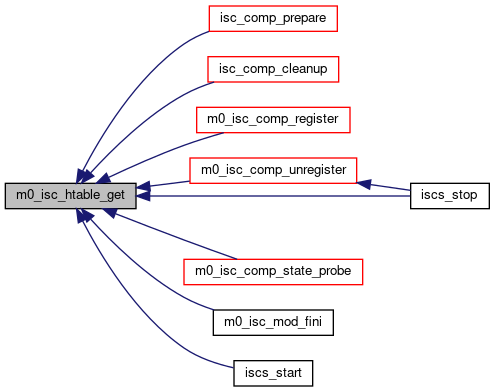 isc_comp_prepare
isc_comp_cleanup
m0_isc_comp_register
m0_isc_comp_unregister
m0_isc_htable_get
iscs_stop
m0_isc_comp_state_probe
m0_isc_mod_fini
iscs_start